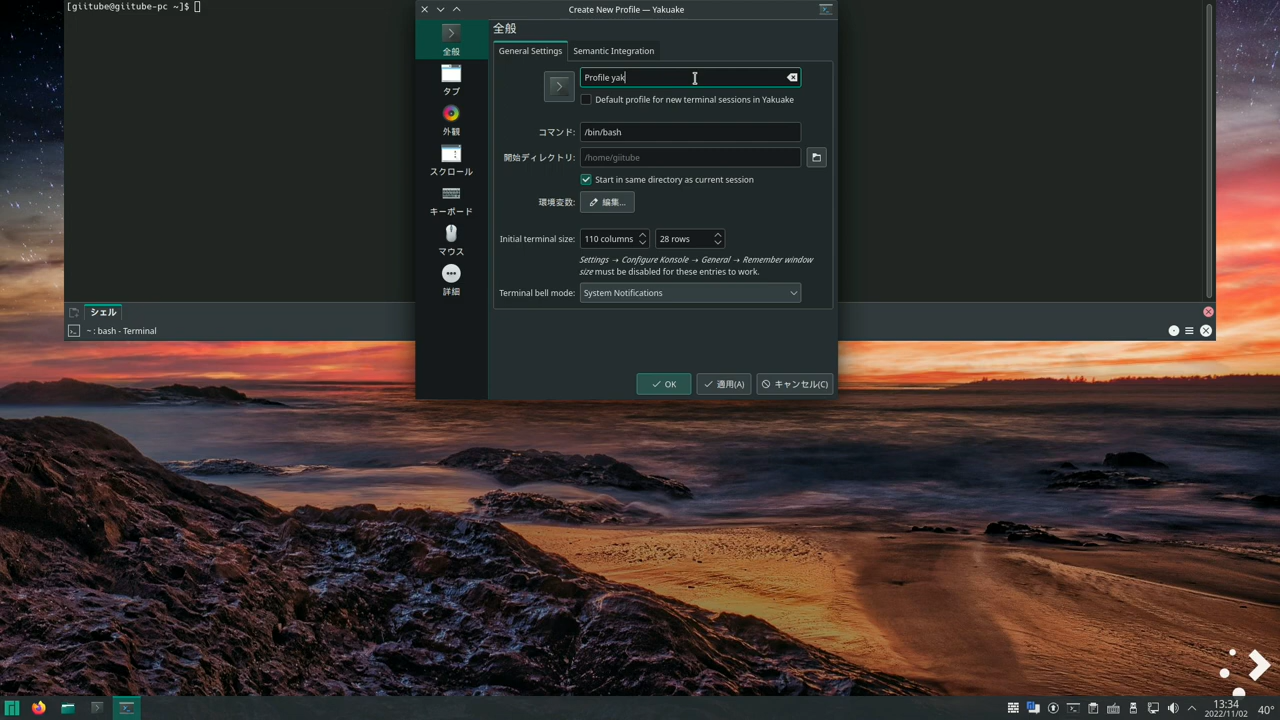 [giitube@giitube-pc ~]$
Create New Profile — Yakuake
全般
General Settings
Semantic Integration
Profile yak
Default profile for new terminal sessions in Yakuake
コマンド:
/bin/bash
開始ディレクトリ:
/home/giitube
Start in same directory as current session
環境変数:
編集...
Initial terminal size:
110 columns
28 rows
Settings → Configure Konsole → General → Remember window
size must be disabled for these entries to work.
Terminal bell mode:
System Notifications
OK
適用(A)
キャンセル(C)
全般
タブ
外観
スクロール
キーボード
マウス
詳細
シェル
~ : bash - Terminal
13:34
2022/11/02
40°